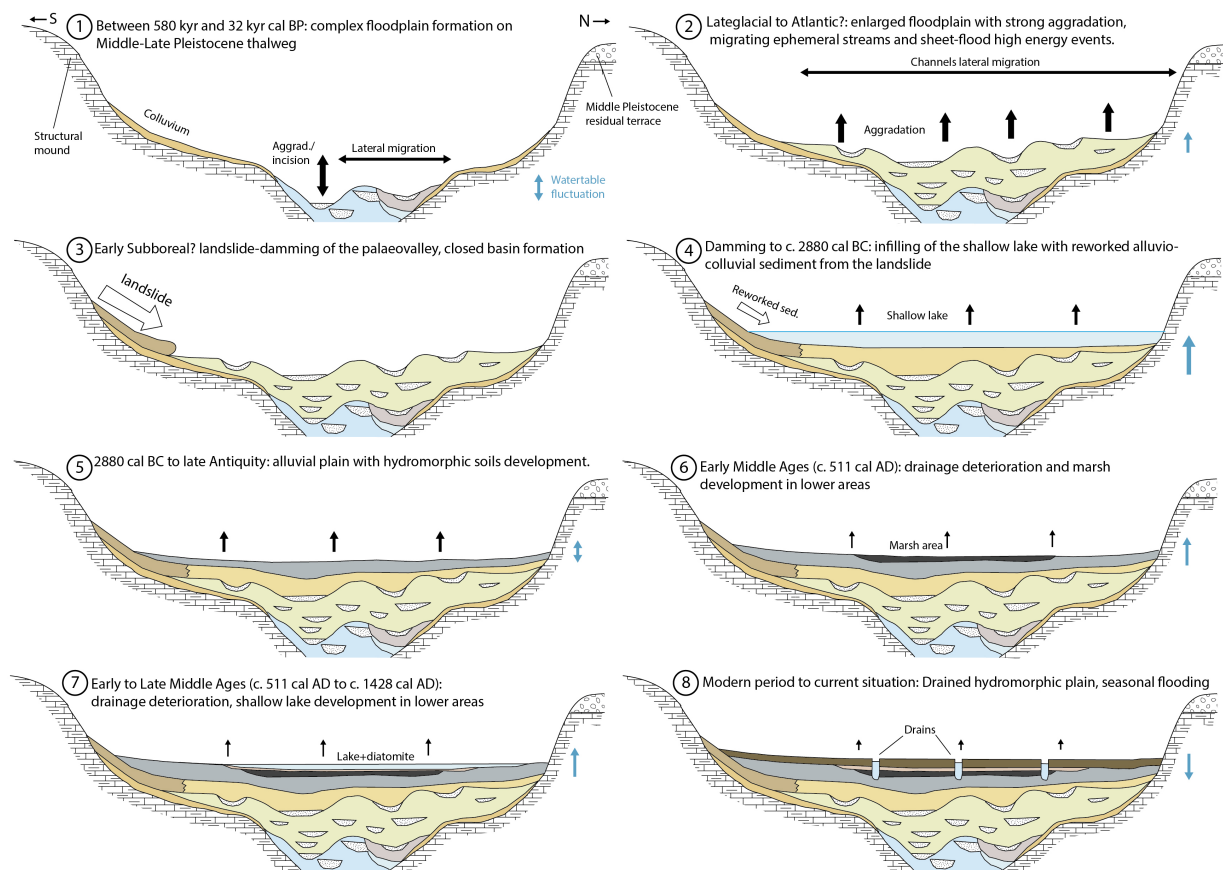 ←S
N→
1 Between 580 kyr and 32 kyr cal BP: complex floodplain formation on
Middle-Late Pleistocene thalweg
Colluvium
Structural
mound
Aggrad./
incision
Lateral migration
Middle Pleistocene
residual terrace
Watertable
fluctuation
2 Lateglacial to Atlantic?: enlarged floodplain with strong aggradation,
migrating ephemeral streams and sheet-flood high energy events.
Channels lateral migration
Aggradation
3 Early Subboreal? landslide-damming of the palaeovalley, closed basin formation
landslide
4 Damming to c. 2880 cal BC: infilling of the shallow lake with reworked alluvio-
colluvial sediment from the landslide
Reworked sed.
Shallow lake
5 2880 cal BC to late Antiquity: alluvial plain with hydromorphic soils development.
6 Early Middle Ages (c. 511 cal AD): drainage deterioration and marsh
development in lower areas
Marsh area
7 Early to Late Middle Ages (c. 511 cal AD to c. 1428 cal AD):
drainage deterioration, shallow lake development in lower areas
Lake+diatomite
8 Modern period to current situation: Drained hydromorphic plain, seasonal flooding
Drains